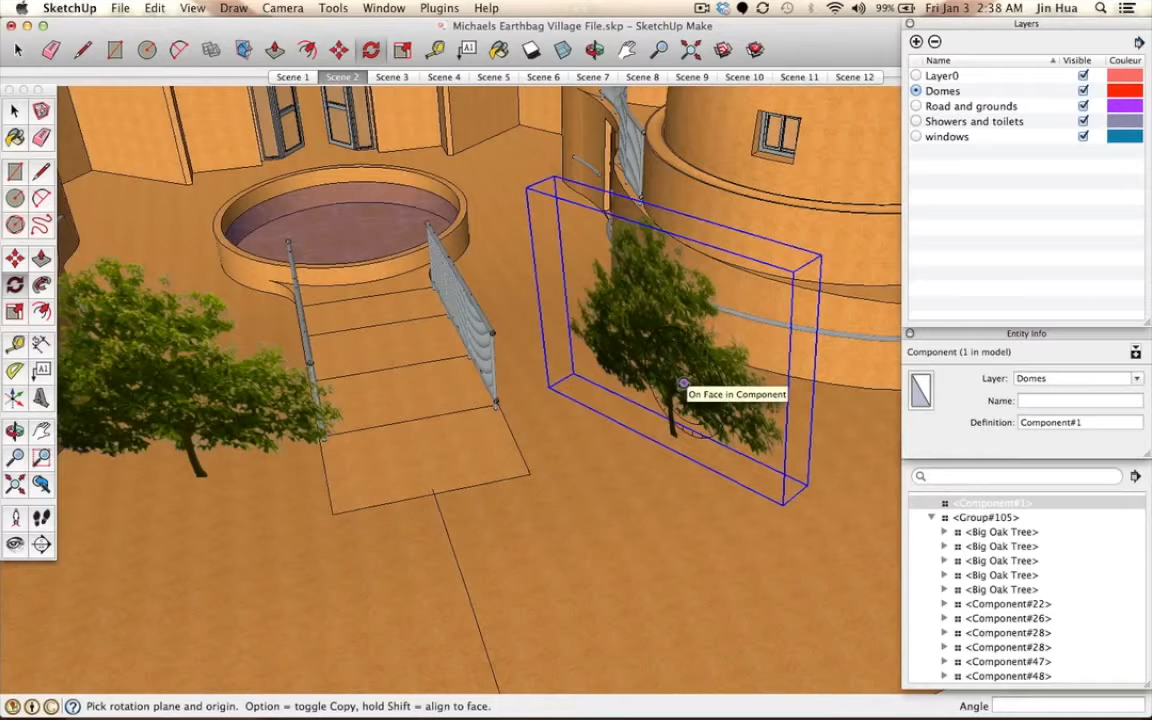 SketchUp File Edit View Draw Camera Tools Window Plugins Help 99% Fri Jan 3 2:38 AM Jin Hua
Michaels Earthbag Village File.skp - SketchUp Make
Scene 1 Scene 2 Scene 3 Scene 4 Scene 5 Scene 6 Scene 7 Scene 8 Scene 9 Scene 10 Scene 11 Scene 12
Layers
Name Visible Couleur
Layer0
Domes
Road and grounds
Showers and toilets
windows
On Face in Component
Entity Info
Component (1 in model)
Layer: Domes
Name:
Definition: Component#1
<Component#1>
<Group#105>
<Big Oak Tree>
<Big Oak Tree>
<Big Oak Tree>
<Big Oak Tree>
<Big Oak Tree>
<Component#22>
<Component#26>
<Component#28>
<Component#28>
<Component#47>
<Component#48>
Pick rotation plane and origin. Option = toggle Copy, hold Shift = align to face.
Angle